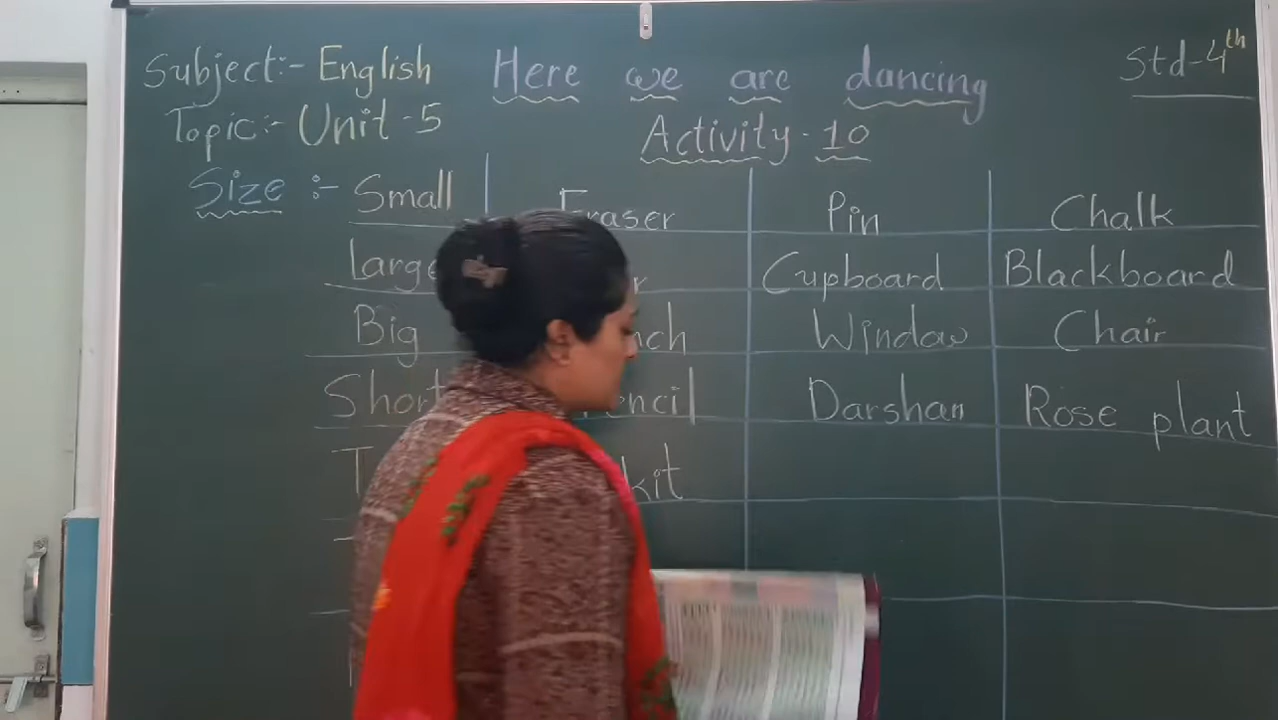 Subject:- English Here we are dancing Std-4th
Topic:- Unit-5 Activity-10
Size :- Small Eraser Pin Chalk
Large Cupboard Blackboard
Big Window Chair
Short Pencil Darshan Rose plant